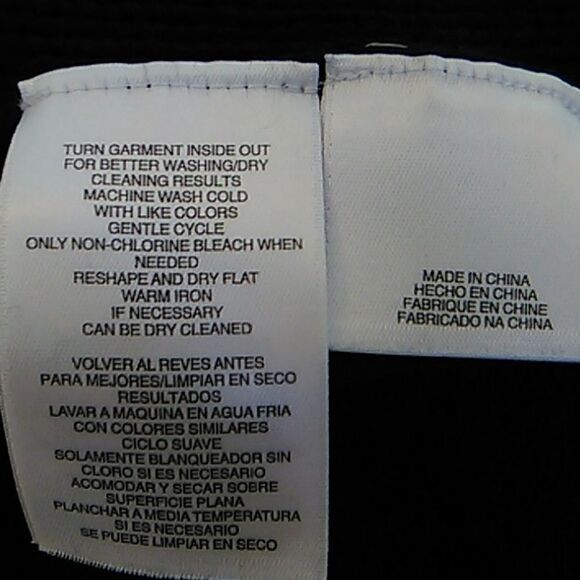 TURN GARMENT INSIDE OUT
FOR BETTER WASHING/DRY
CLEANING RESULTS
MACHINE WASH COLD
WITH LIKE COLORS
GENTLE CYCLE
ONLY NON-CHLORINE BLEACH WHEN
NEEDED
RESHAPE AND DRY FLAT
WARM IRON
IF NECESSARY
CAN BE DRY CLEANED
VOLVER AL REVES ANTES
PARA MEJORES/LIMPIAR EN SECO
RESULTADOS
LAVAR A MAQUINA EN AGUA FRIA
CON COLORES SIMILARES
CICLO SUAVE
SOLAMENTE BLANQUEADOR SIN
CLORO SI ES NECESARIO
ACOMODAR Y SECAR SOBRE
SUPERFICIE PLANA
PLANCHAR A MEDIA TEMPERATURA
SI ES NECESARIO
SE PUEDE LIMPIAR EN SECO
MADE IN CHINA
HECHO EN CHINA
FABRIQUE EN CHINE
FABRICADO NA CHINA